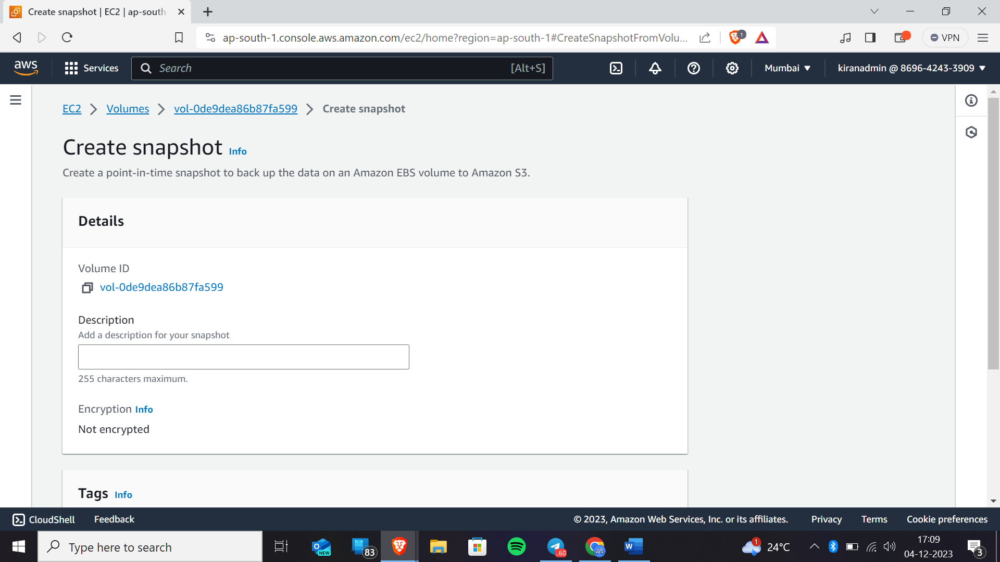 Create snapshot | EC2 | ap-south-
ap-south-1.console.aws.amazon.com/ec2/home?region=ap-south-1#CreateSnapshotFromVolu...
1
VPN
aws
Services
Search
[Alt+S]
Mumbai
kiranadmin @ 8696-4243-3909
EC2
Volumes
vol-0de9dea86b87fa599
Create snapshot
Create snapshot Info
Create a point-in-time snapshot to back up the data on an Amazon EBS volume to Amazon S3.
Details
Volume ID
vol-0de9dea86b87fa599
Description
Add a description for your snapshot
255 characters maximum.
Encryption Info
Not encrypted
Tags Info
CloudShell
Feedback
© 2023, Amazon Web Services, Inc. or its affiliates.
Privacy
Terms
Cookie preferences
Type here to search
NEW
83
..60
W
1
24°C
17:09
04-12-2023
3